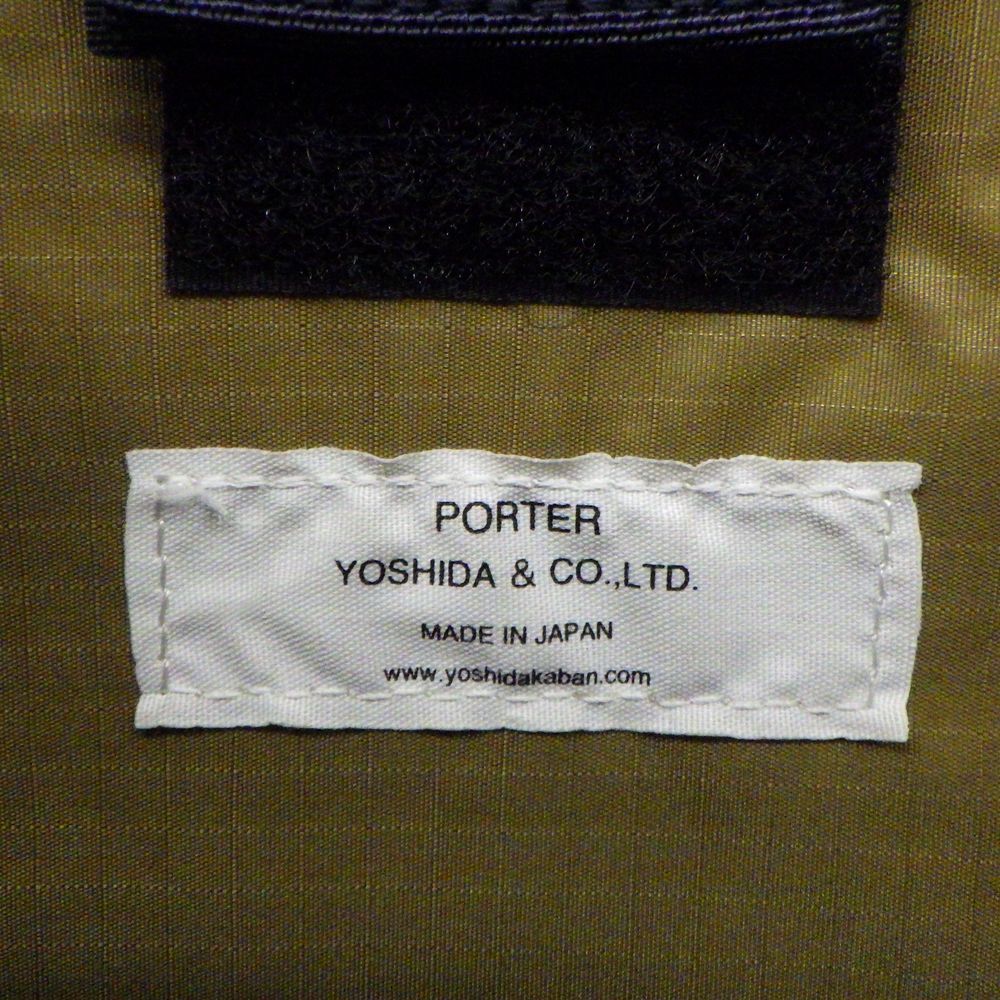 PORTER
YOSHIDA & CO.,LTD.
MADE IN JAPAN
www.yoshidakaban.com